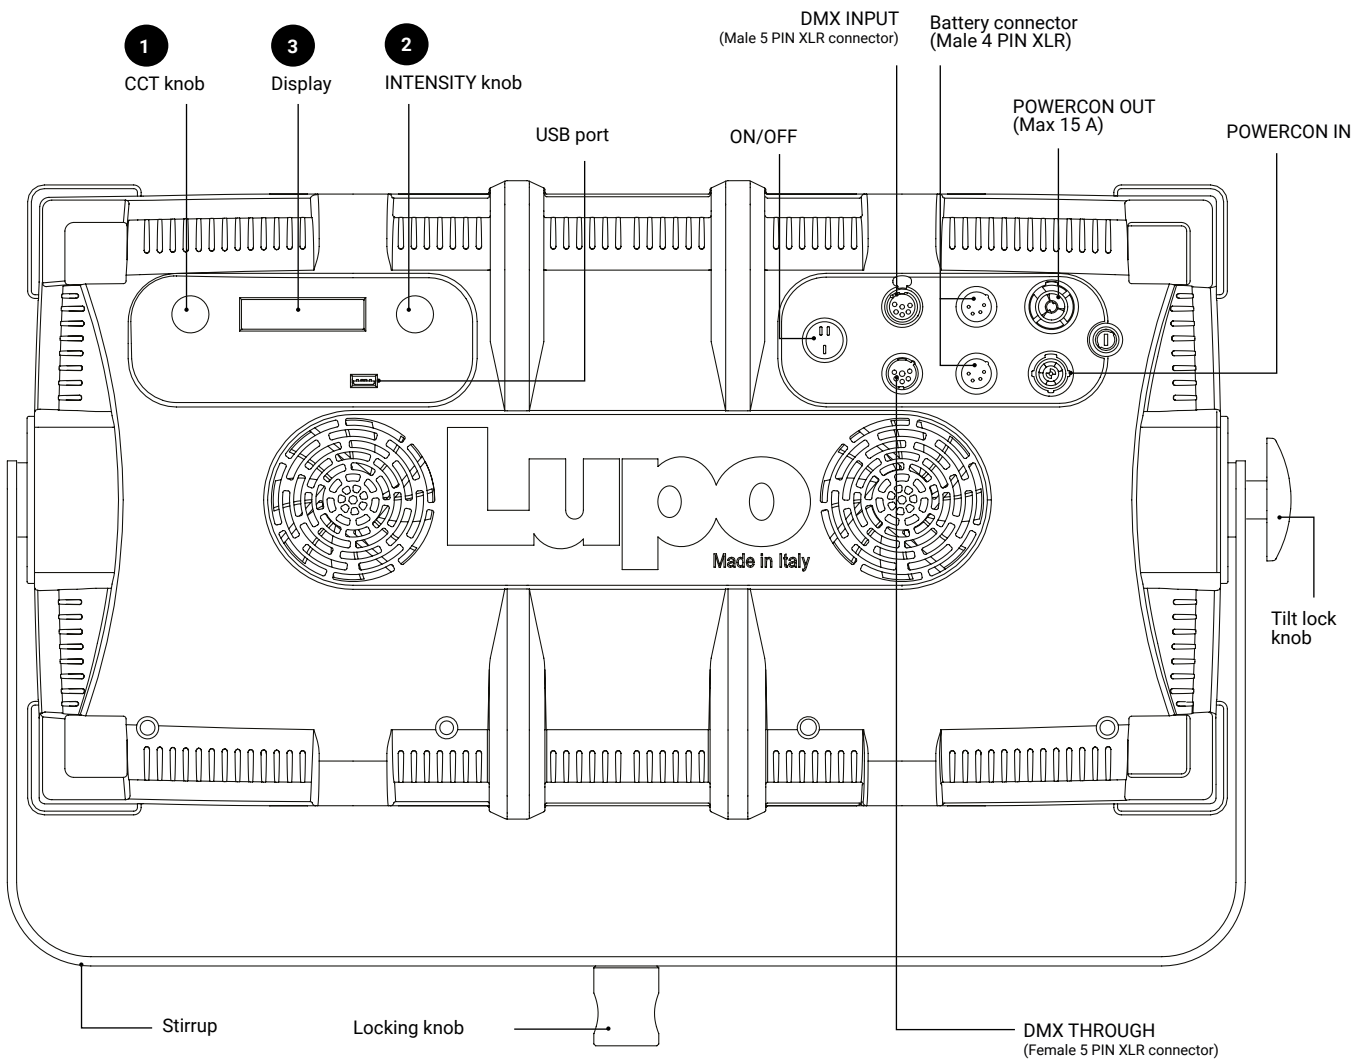 DMX INPUT
(Male 5 PIN XLR connector)
Battery connector
(Male 4 PIN XLR)
1
CCT knob
3
Display
2
INTENSITY knob
USB port
ON/OFF
POWERCON OUT
(Max 15 A)
POWERCON IN
Lupo
Made in Italy
Tilt lock
knob
Stirrup
Locking knob
DMX THROUGH
(Female 5 PIN XLR connector)